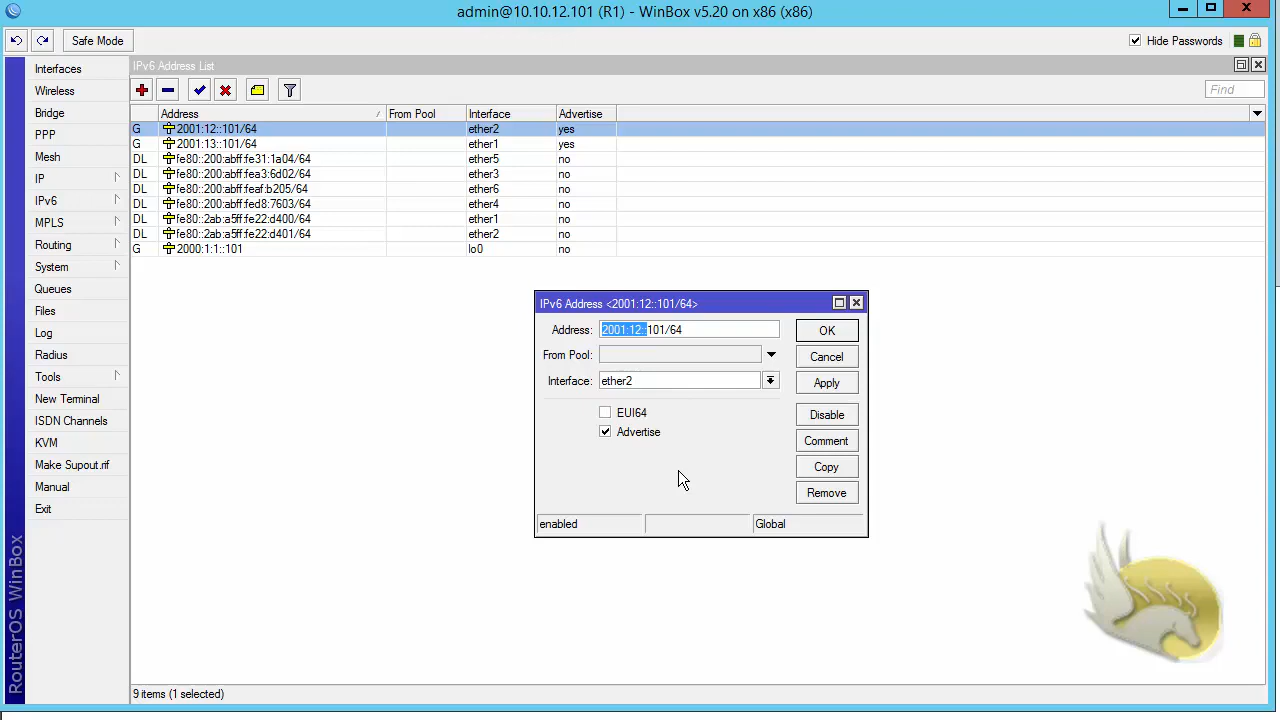 admin@10.10.12.101 (R1) - WinBox v5.20 on x86 (x86)
Safe Mode
Hide Passwords
Interfaces
Wireless
Bridge
PPP
Mesh
IP
IPv6
MPLS
Routing
System
Queues
Files
Log
Radius
Tools
New Terminal
ISDN Channels
KVM
Make Supout.rif
Manual
Exit
RouterOS WinBox
IPv6 Address List
Find
Address From Pool Interface Advertise
G 2001:12::101/64 ether2 yes
G 2001:13::101/64 ether1 yes
DL fe80::200:abff:fe31:1a04/64 ether5 no
DL fe80::200:abff:fea3:6d02/64 ether3 no
DL fe80::200:abff:feaf:b205/64 ether6 no
DL fe80::200:abff:fed8:7603/64 ether4 no
DL fe80::2ab:a5ff:fe22:d400/64 ether1 no
DL fe80::2ab:a5ff:fe22:d401/64 ether2 no
G 2000:1:1::101 lo0 no
IPv6 Address <2001:12::101/64>
Address: 2001:12::101/64
From Pool:
Interface: ether2
EUI64
Advertise
OK
Cancel
Apply
Disable
Comment
Copy
Remove
enabled
Global
9 items (1 selected)